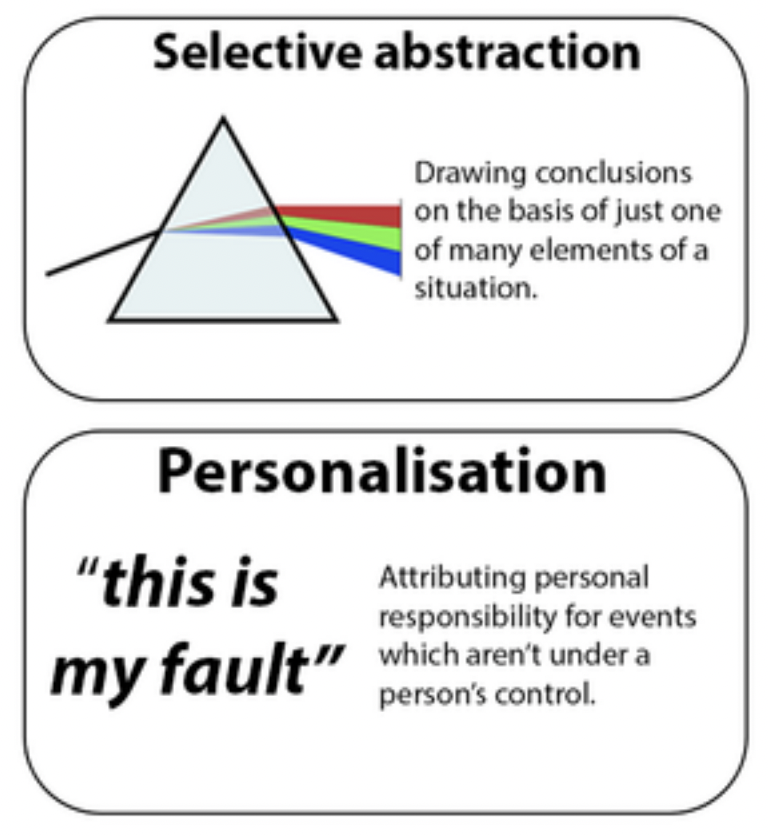 Selective abstraction
Drawing conclusions
on the basis of just one
of many elements of a
situation.
Personalisation
“this is
my fault”
Attributing personal
responsibility for events
which aren’t under a
person’s control.